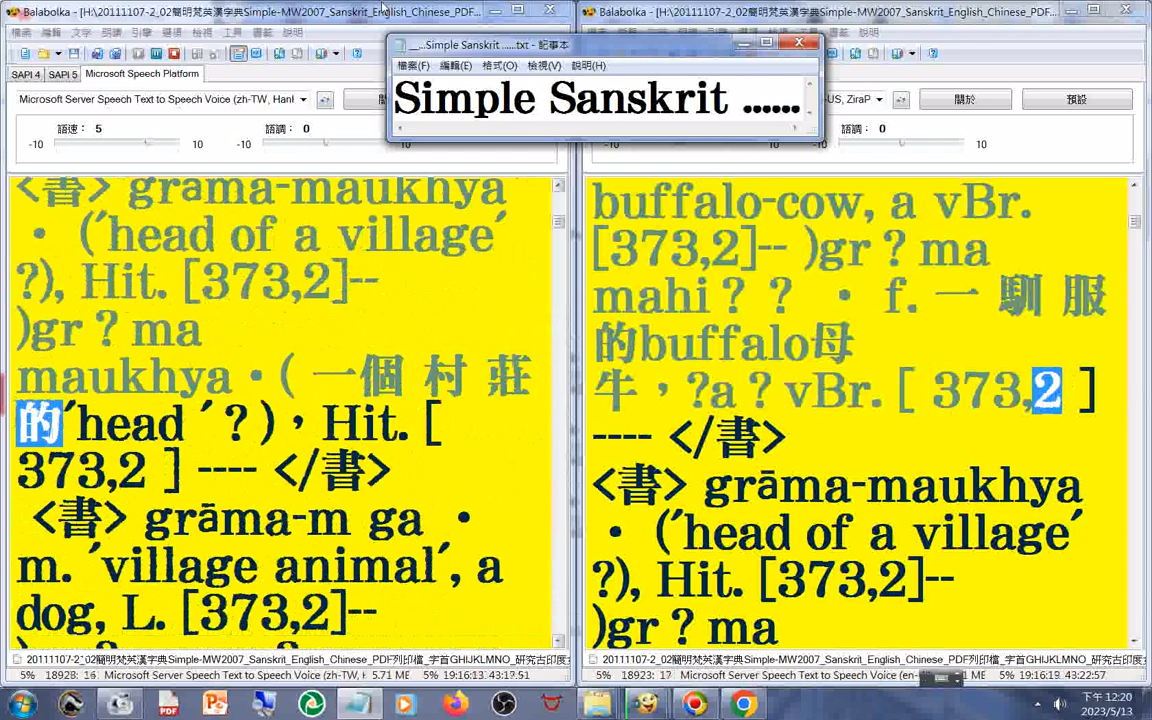 Balabolka - [H:\20111107-2_02簡明梵英漢字典Simple-MW2007_Sanskrit_English_Chinese_PDF...
Balabolka - [H:\20111107-2_02簡明梵英漢字典Simple-MW2007_Sanskrit_English_Chinese_PDF...
__...Simple Sanskrit ......txt - 記事本
檔案(F) 編輯(E) 格式(O) 檢視(V) 說明(H)
Simple Sanskrit ......
SAPI 4 SAPI 5 Microsoft Speech Platform
Microsoft Server Speech Text to Speech Voice (zh-TW, Han
-US, ZiraP
關於
預設
語速: 5
語調: 0
語調: 0
-10 10 -10
10
<書> grāma-maukhya
• (´head of a village´
?), Hit. [373,2]--
)gr ? ma
maukhya • ( 一個 村 莊
的´head ´ ? ) , Hit. [
373,2 ] ---- </書>
<書> grāma-m ga •
m. ´village animal´, a
dog, L. [373,2]--
buffalo-cow, a vBr.
[373,2]-- )gr ? ma
mahi ? ? • f. 一 馴 服
的buffalo母
牛 , ?a ? vBr. [ 373,2 ]
---- </書>
<書> grāma-maukhya
• (´head of a village´
?), Hit. [373,2]--
)gr ? ma
20111107-2_02簡明梵英漢字典Simple-MW2007_Sanskrit_English_Chinese_PDF列印檔_字首GHIJKLMNO_研究古印度
20111107-2_02簡明梵英漢字典Simple-MW2007_Sanskrit_English_Chinese_PDF列印檔_字首GHIJKLMNO_研究古印度
5% 18928: 16 Microsoft Server Speech Text to Speech Voice (zh-TW, H 5.71 ME 19:16:13
5% 18923: 17 Microsoft Server Speech Text to Speech Voice (en-US, Z 5.71 ME 19:16:19 43:22:57
下午 12:20
2023/5/13